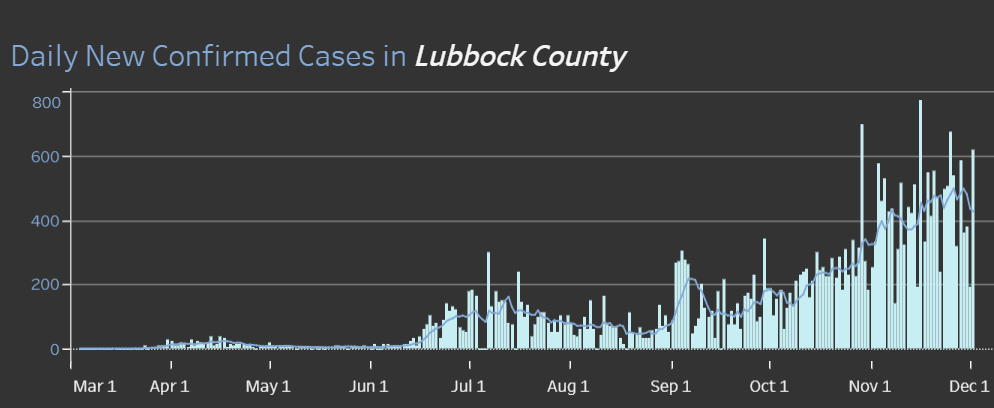 Daily New Confirmed Cases in Lubbock County
800
600
400
200
0
Mar 1 Apr 1 May 1 Jun 1 Jul 1 Aug 1 Sep 1 Oct 1 Nov 1 Dec 1